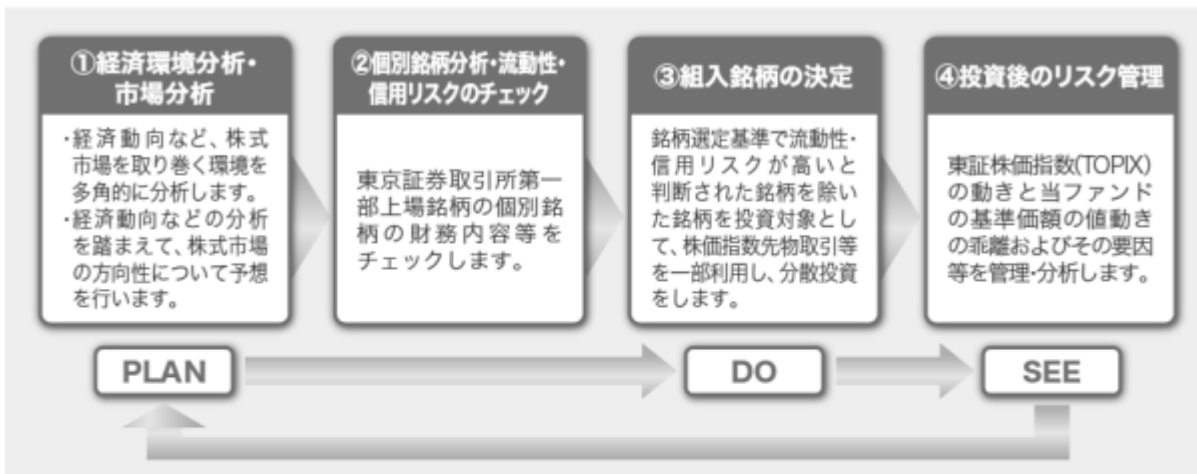 ①経済環境分析・
市場分析
・経済動向など、株式
市場を取り巻く環境を
多角的に分析します。
・経済動向などの分析
を踏まえて、株式市場
の方向性について予想
を行います。
②個別銘柄分析・流動性・
信用リスクのチェック
東京証券取引所第一
部上場銘柄の個別銘
柄の財務内容等を
チェックします。
③組入銘柄の決定
銘柄選定基準で流動性・
信用リスクが高いと
判断された銘柄を除い
た銘柄を投資対象とし
て、株価指数先物取引等
を一部利用し、分散投資
をします。
④投資後のリスク管理
東証株価指数(TOPIX)
の動きと当ファンド
の基準価額の値動き
の乖離およびその要因
等を管理・分析します。
PLAN
DO
SEE